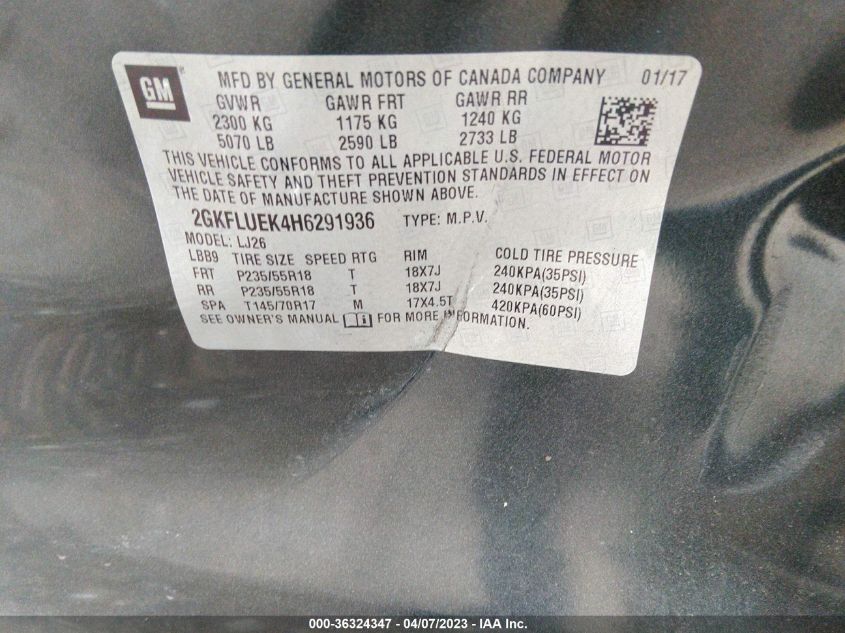 GM
MFD BY GENERAL MOTORS OF CANADA COMPANY 01/17
GVWR GAWR FRT GAWR RR
2300 KG 1175 KG 1240 KG
5070 LB 2590 LB 2733 LB
THIS VEHICLE CONFORMS TO ALL APPLICABLE U.S. FEDERAL MOTOR
VEHICLE SAFETY AND THEFT PREVENTION STANDARDS IN EFFECT ON
THE DATE OF MANUFACTURE SHOWN ABOVE.
2GKFLUEK4H6291936 TYPE: M.P.V.
MODEL: LJ26
LBB9 TIRE SIZE SPEED RTG RIM COLD TIRE PRESSURE
FRT P235/55R18 T 18X7J 240KPA(35PSI)
RR P235/55R18 T 18X7J 240KPA(35PSI)
SPA T145/70R17 M 17X4.5T 420KPA(60PSI)
SEE OWNER'S MANUAL FOR MORE INFORMATION.
000-36324347 - 04/07/2023 - IAA Inc.